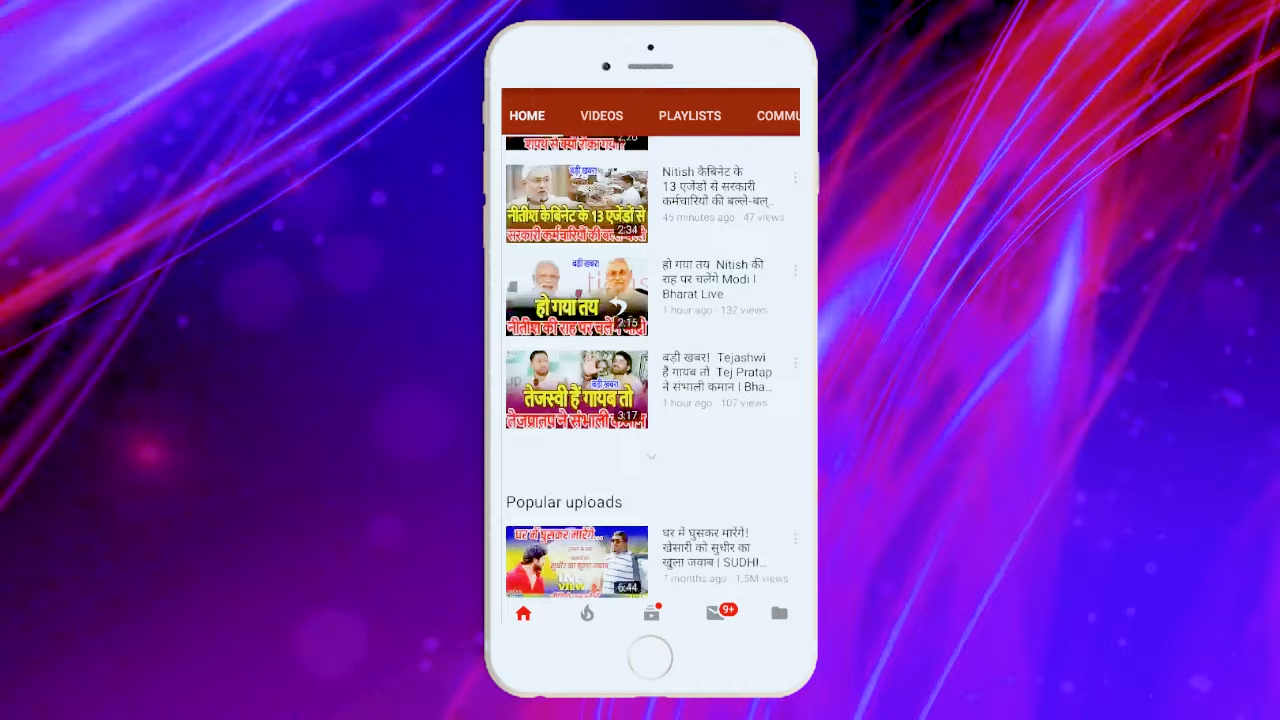 HOME VIDEOS PLAYLISTS COMMU
2:26
बड़ी खबर!
नीतीश कैबिनेट के 13 एजेंडों से
2:34
Nitish कैबिनेट के
13 एजेंडों से सरकारी
कर्मचारियों की बल्ले-बल्..
45 minutes ago · 47 views
बड़ी खबर!
हो गया तय
2:15
हो गया तय Nitish की
राह पर चलेंगे Modi |
Bharat Live
1 hour ago · 132 views
बड़ी खबर!
तेजस्वी हैं गायब तो
3:17
बड़ी खबर! Tejashwi
हैं गायब तो Tej Pratap
ने संभाली कमान | Bha...
1 hour ago · 107 views
Popular uploads
घर में घुसकर मारेंगे...
6:44
घर में घुसकर मारेंगे!
खेसारी को सुधीर का
खुला जवाब | SUDHI...
7 months ago · 1.5M views
9+